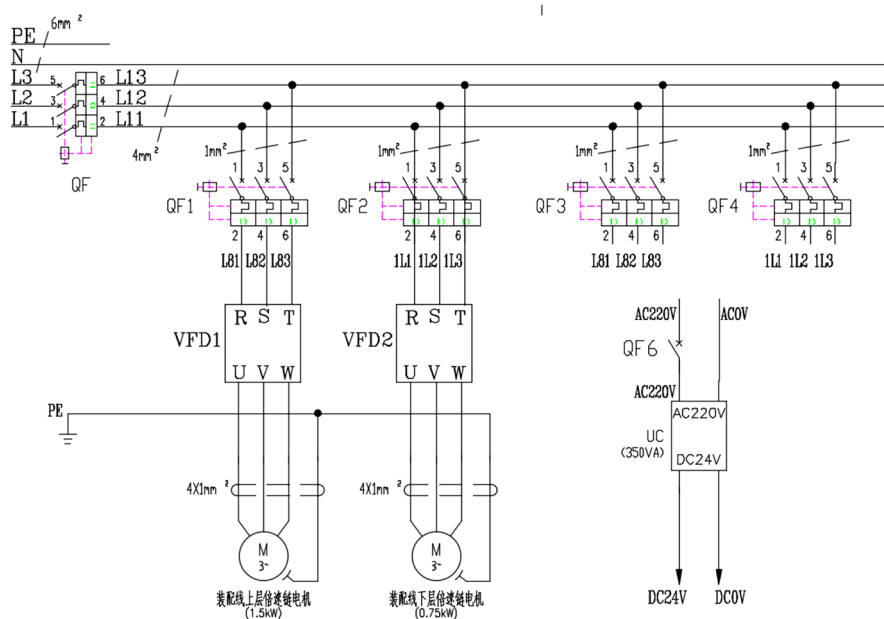 PE 6mm²
N
L3 5 6 L13
L2 3 4 L12
L1 1 2 L11
4mm²
QF
1mm² 1mm² 1mm² 1mm²
1 3 5 1 3 5 1 3 5 1 3 5
QF1 QF2 QF3 QF4
2 4 6 2 4 6 2 4 6 2 4 6
L81 L82 L83 1L1 1L2 1L3 L81 L82 L83 1L1 1L2 1L3
AC220V AC0V
R S T R S T
VFD1 VFD2 QF6
U V W U V W
AC220V
PE AC220V
UC
(350VA)
DC24V
4X1mm² 4X1mm²
M M
3~ 3~
装配线上层倍速链电机 装配线下层倍速链电机 DC24V DC0V
(1.5kW) (0.75kW)